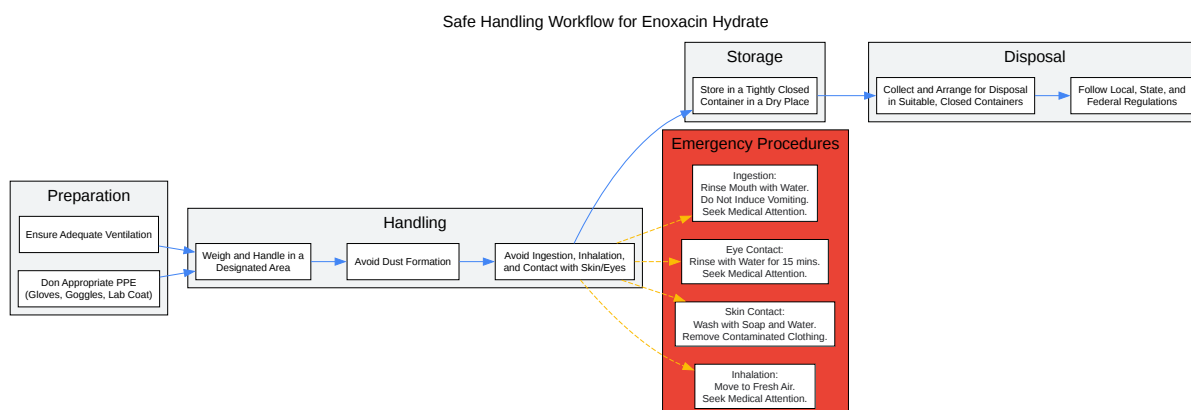 Safe Handling Workflow for Enoxacin Hydrate
Preparation
Ensure Adequate Ventilation
Don Appropriate PPE
(Gloves, Goggles, Lab Coat)
Handling
Weigh and Handle in a
Designated Area
Avoid Dust Formation
Avoid Ingestion, Inhalation,
and Contact with Skin/Eyes
Storage
Store in a Tightly Closed
Container in a Dry Place
Disposal
Collect and Arrange for Disposal
in Suitable, Closed Containers
Follow Local, State, and
Federal Regulations
Emergency Procedures
Ingestion:
Rinse Mouth with Water.
Do Not Induce Vomiting.
Seek Medical Attention.
Eye Contact:
Rinse with Water for 15 mins.
Seek Medical Attention.
Skin Contact:
Wash with Soap and Water.
Remove Contaminated Clothing.
Inhalation:
Move to Fresh Air.
Seek Medical Attention.